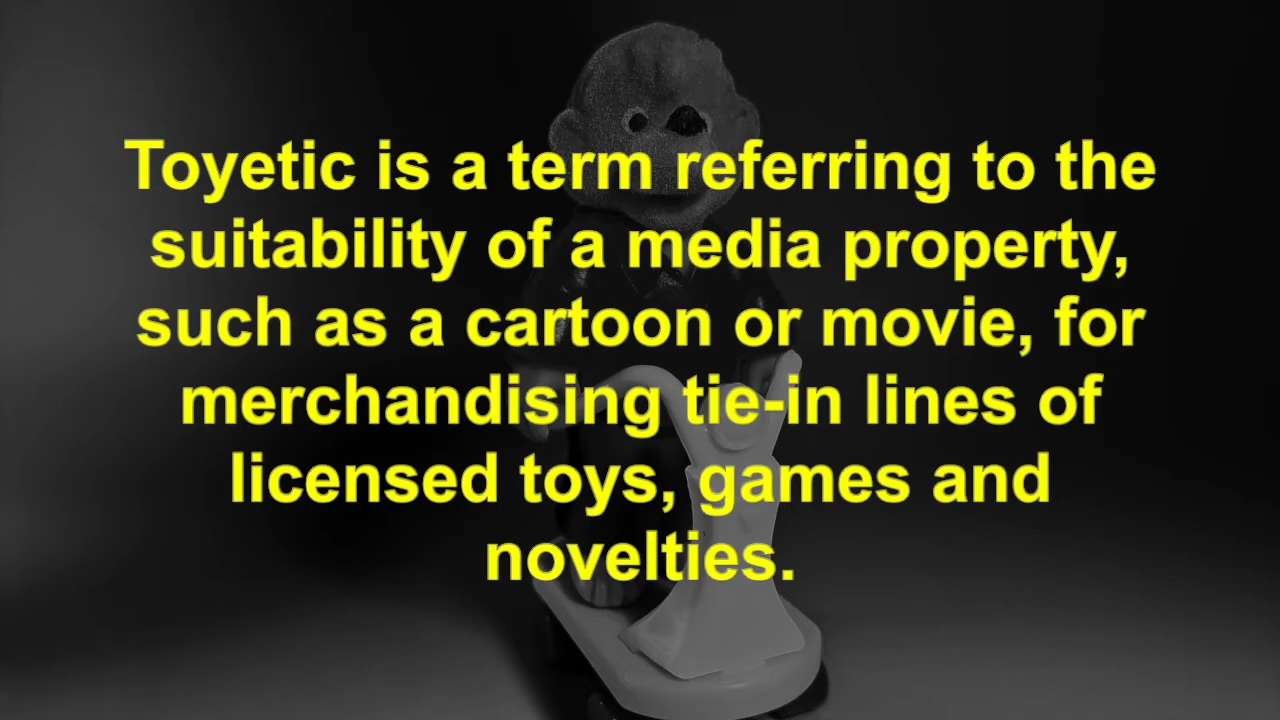 Toyetic is a term referring to the
suitability of a media property,
such as a cartoon or movie, for
merchandising tie-in lines of
licensed toys, games and
novelties.